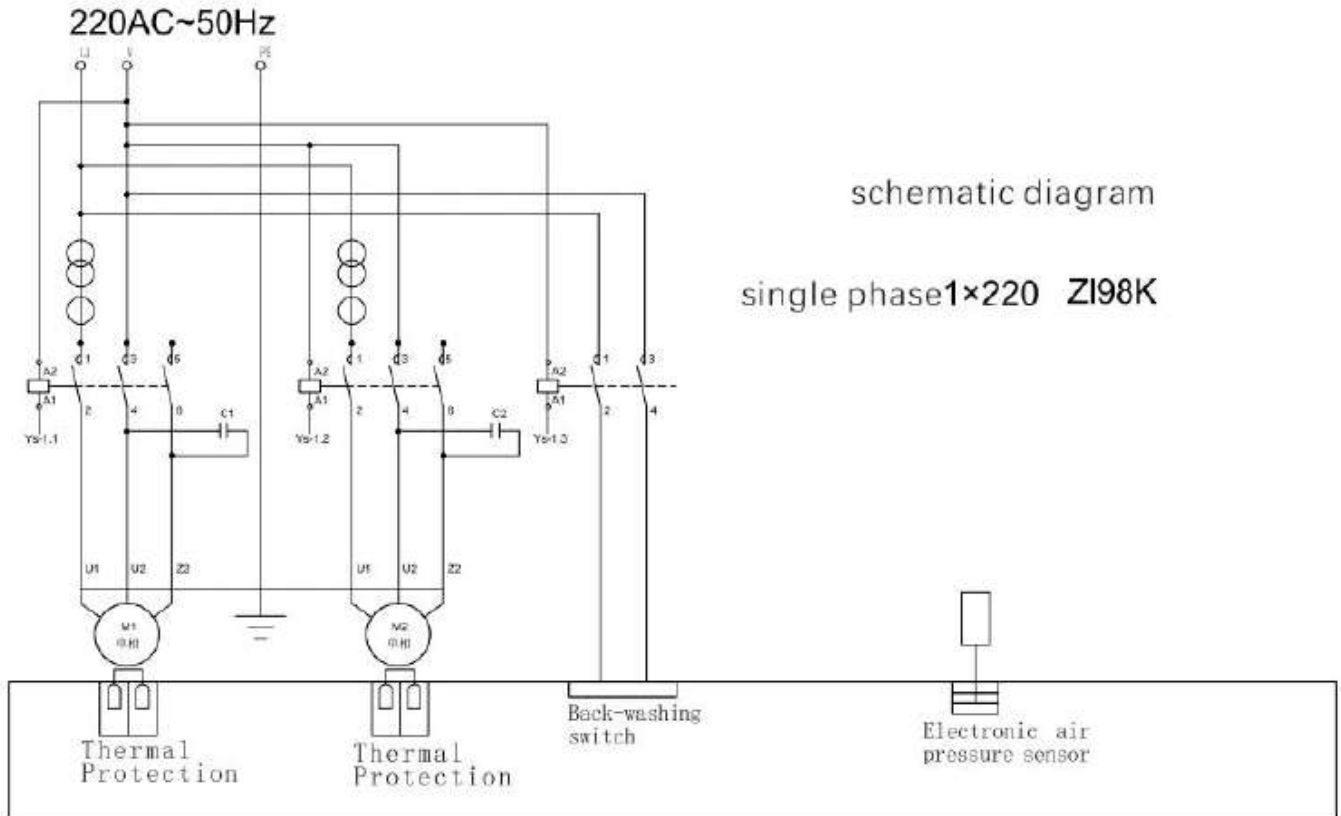 220AC~50Hz
L1 N PE
schematic diagram
single phase1×220 ZI98K
A2 1 3 5 A2 1 3 5 A2 1 3
A1 2 4 6 A1 2 4 6 A1 2 4
C1 C2
Ys-1.1 Ys-1.2 Ys-1.3
U1 U2 Z2 U1 U2 Z2
M1 M2
Thermal
Protection
Thermal
Protection
Back-washing
switch
Electronic air
pressure sensor